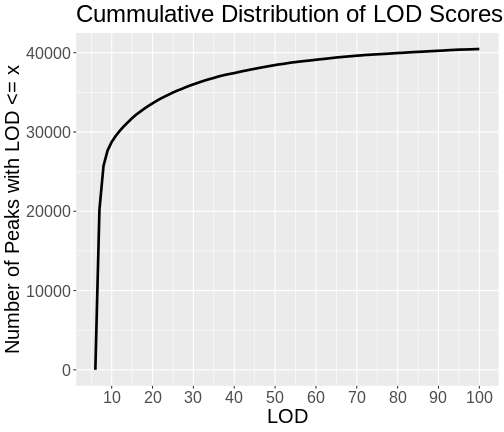 Cummulative Distribution of LOD Scores
Number of Peaks with LOD <= x
40000
30000
20000
10000
0
10 20 30 40 50 60 70 80 90 100
LOD